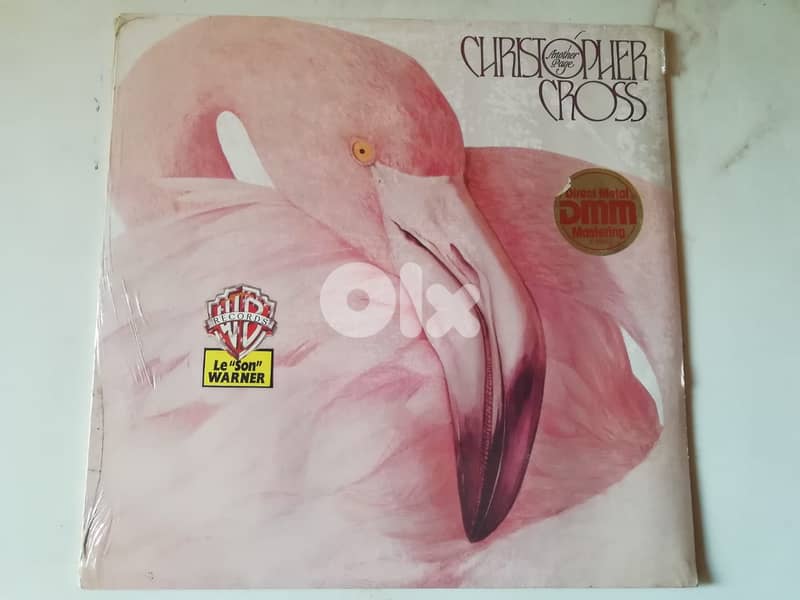 CHRISTOPHER
Another
Page
CROSS
Direct Metal
DMM
Mastering
olx
WB
RECORDS
Le "Son"
WARNER